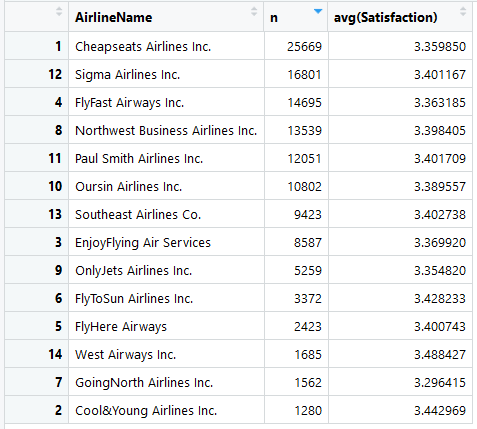 AirlineName n avg(Satisfaction)
1 Cheapseats Airlines Inc. 25669 3.359850
12 Sigma Airlines Inc. 16801 3.401167
4 FlyFast Airways Inc. 14695 3.363185
8 Northwest Business Airlines Inc. 13539 3.398405
11 Paul Smith Airlines Inc. 12051 3.401709
10 Oursin Airlines Inc. 10802 3.389557
13 Southeast Airlines Co. 9423 3.402738
3 EnjoyFlying Air Services 8587 3.369920
9 OnlyJets Airlines Inc. 5259 3.354820
6 FlyToSun Airlines Inc. 3372 3.428233
5 FlyHere Airways 2423 3.400743
14 West Airways Inc. 1685 3.488427
7 GoingNorth Airlines Inc. 1562 3.296415
2 Cool&Young Airlines Inc. 1280 3.442969